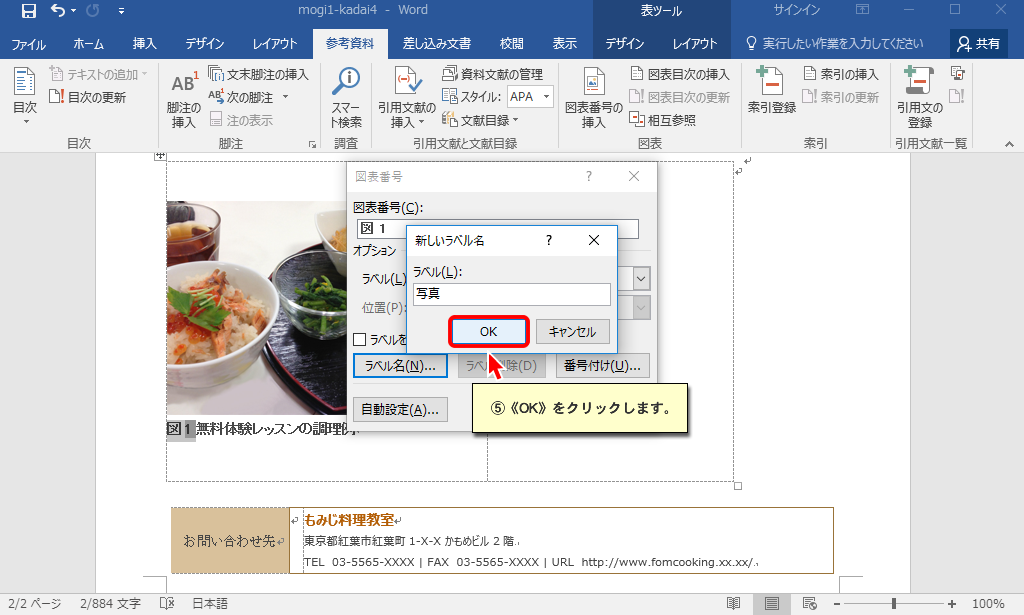 mogi1-kadai4 - Word
表ツール
サインイン
ファイル ホーム 挿入 デザイン レイアウト 参考資料 差し込み文書 校閲 表示 デザイン レイアウト 実行したい作業を入力してください 共有
目次
テキストの追加
目次の更新
目次
AB1
脚注の
挿入
文末脚注の挿入
次の脚注
注の表示
脚注
スマー
ト検索
調査
引用文献の
挿入
資料文献の管理
スタイル: APA
文献目録
引用文献と文献目録
図表番号の
挿入
図表目次の挿入
図表目次の更新
相互参照
図表
索引登録
索引の挿入
索引の更新
索引
引用文の
登録
引用文献一覧
図表番号 ?
図表番号(C):
図 1
オプション
ラベル(L)
位置(P):
ラベルを
ラベル名(N)...
番号付け(U)...
自動設定(A)...
新しいラベル名 ?
ラベル(L):
写真
OK
キャンセル
⑤《OK》をクリックします。
図 1 無料体験レッスンの調理例
お問い合わせ先
もみじ料理教室
東京都紅葉市紅葉町 1-X-X かもめビル 2 階
TEL 03-5565-XXXX | FAX 03-5565-XXXX | URL http://www.fomcooking.xx.xx/
2/2 ページ 2/884 文字 日本語 100%